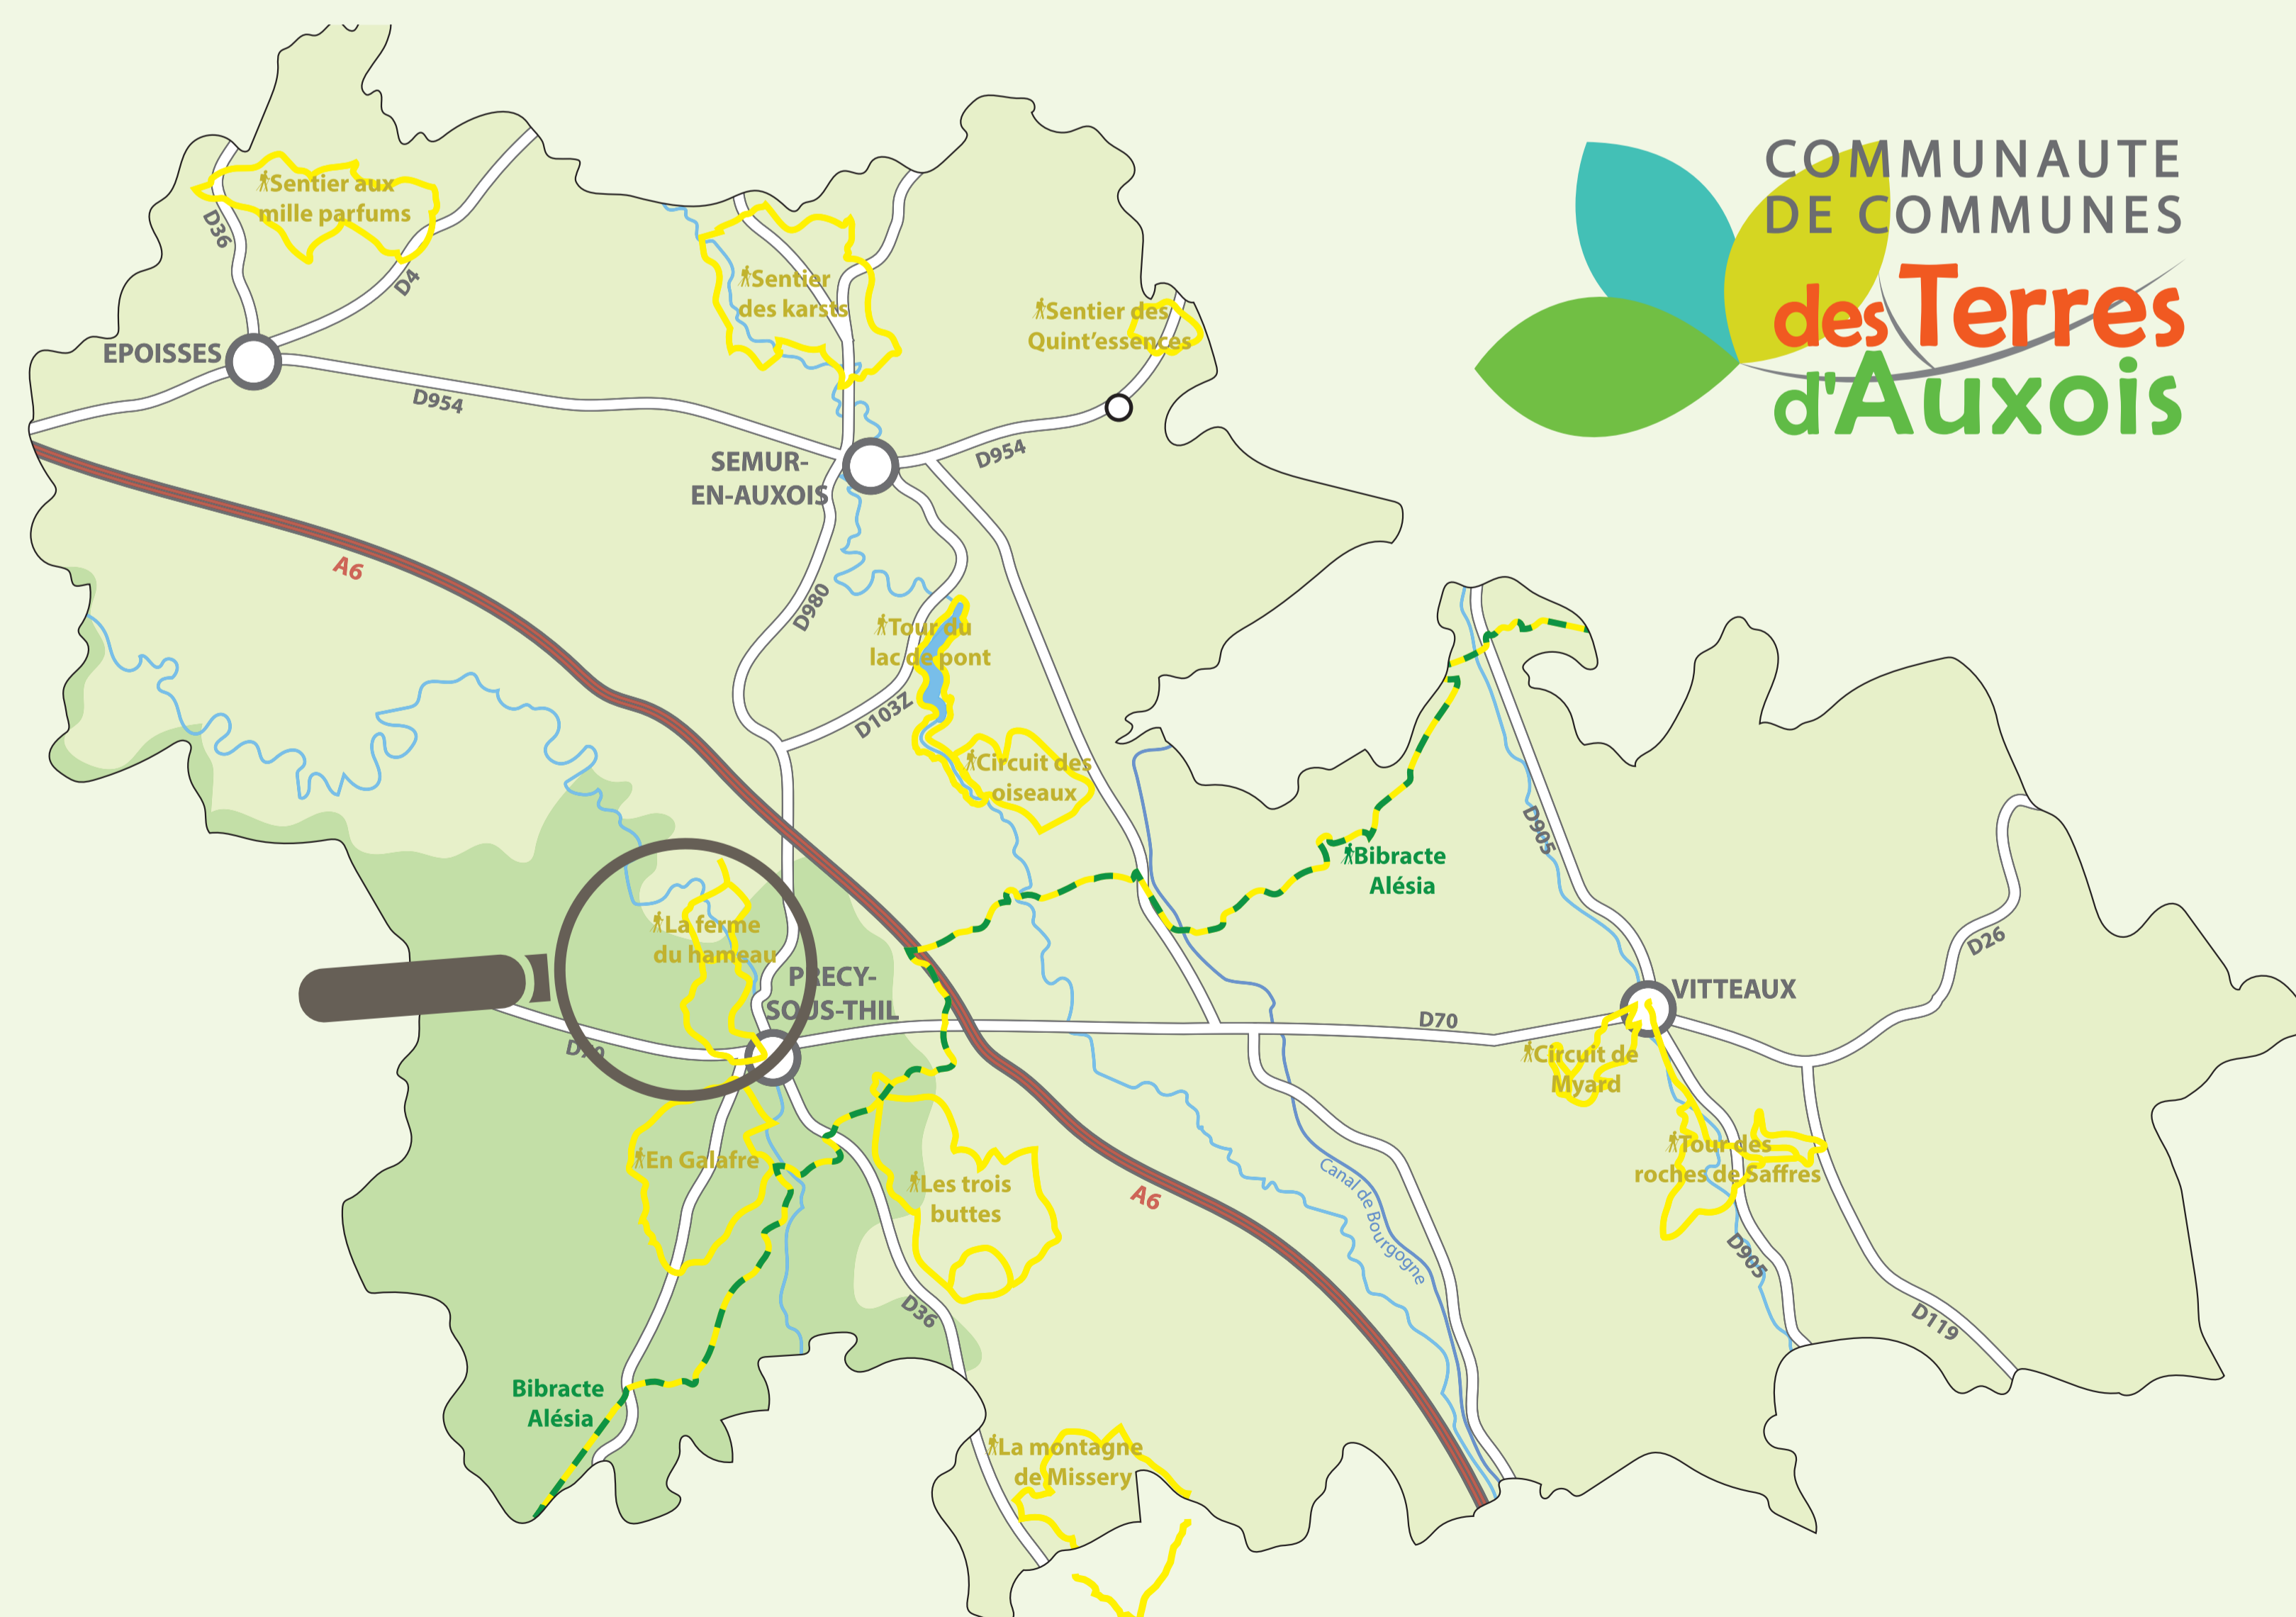 COMMUNAUTE
DE COMMUNES
des Terres
d'Auxois
Sentier aux
mille parfums
D36
D4
EPOISSES
D954
Sentier
des karsts
Sentier des
Quint'essences
SEMUR-
EN-AUXOIS
D954
A6
D980
Tour du
lac de pont
D103Z
Circuit des
oiseaux
Bibracte
Alésia
D905
La ferme
du hameau
PRECY-
SOUS-THIL
D70
D70
VITTEAUX
D26
Circuit de
Myard
Tour des
roches de Saffres
En Galafre
Les trois
buttes
A6
Canal de Bourgogne
D905
D36
D119
Bibracte
Alésia
La montagne
de Missery